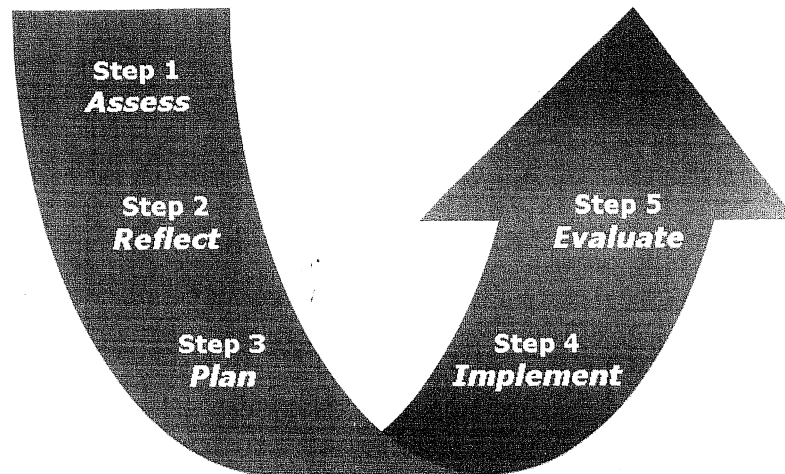 Step 1
Assess
Step 2
Reflect
Step 3
Plan
Step 4
Implement
Step 5
Evaluate